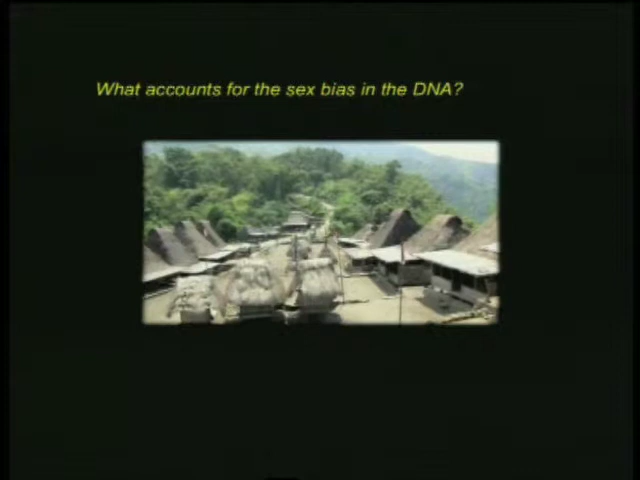 What accounts for the sex bias in the DNA?